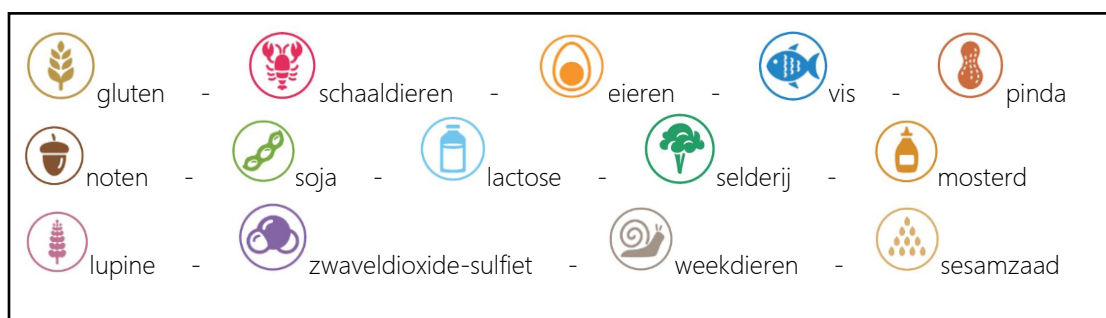 gluten - schaaldieren - eieren - vis - pinda
noten - soja - lactose - selderij - mosterd
lupine - zwaveldioxide-sulfiet - weekdieren - sesamzaad